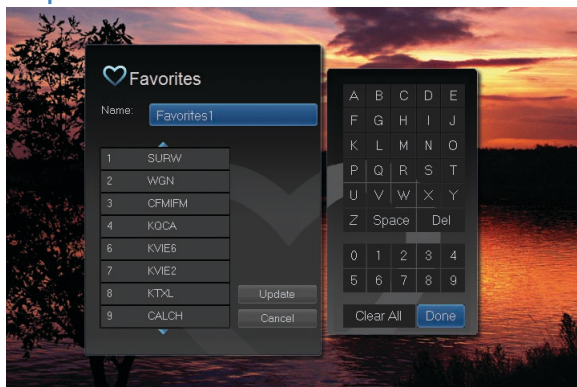 Favorites
Name: Favorites1
1 SURW
2 WGN
3 CFMIFM
4 KQCA
6 KVIE6
7 KVIE2
8 KTXL
9 CALCH
Update
Cancel
A B C D E
F G H I J
K L M N O
P Q R S T
U V W X Y
Z Space Del
0 1 2 3 4
5 6 7 8 9
Clear All Done